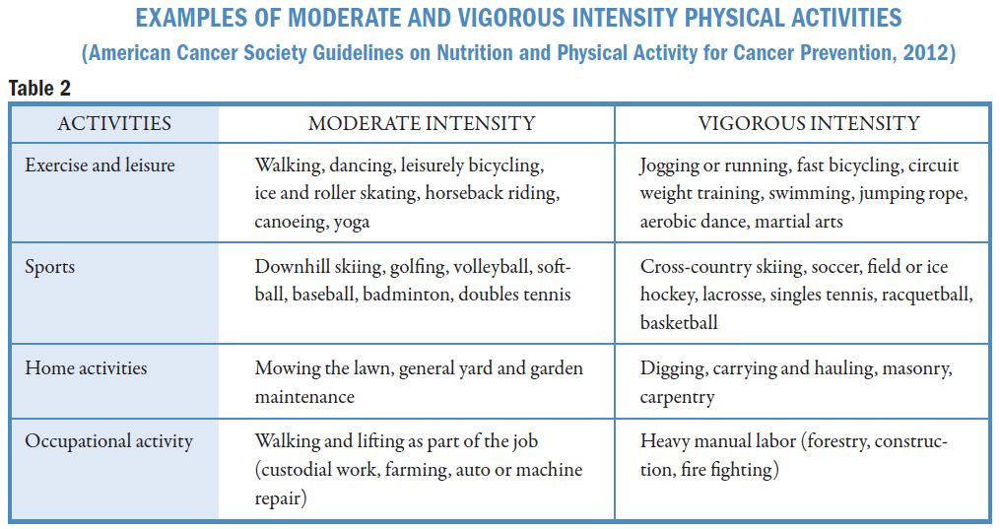 EXAMPLES OF MODERATE AND VIGOROUS INTENSITY PHYSICAL ACTIVITIES
(American Cancer Society Guidelines on Nutrition and Physical Activity for Cancer Prevention, 2012)
Table 2
ACTIVITIES
MODERATE INTENSITY
VIGOROUS INTENSITY
Exercise and leisure
Walking, dancing, leisurely bicycling,
ice and roller skating, horseback riding,
canoeing, yoga
Jogging or running, fast bicycling, circuit
weight training, swimming, jumping rope,
aerobic dance, martial arts
Sports
Downhill skiing, golfing, volleyball, soft-
ball, baseball, badminton, doubles tennis
Cross-country skiing, soccer, field or ice
hockey, lacrosse, singles tennis, racquetball,
basketball
Home activities
Mowing the lawn, general yard and garden
maintenance
Digging, carrying and hauling, masonry,
carpentry
Occupational activity
Walking and lifting as part of the job
(custodial work, farming, auto or machine
repair)
Heavy manual labor (forestry, construc-
tion, fire fighting)